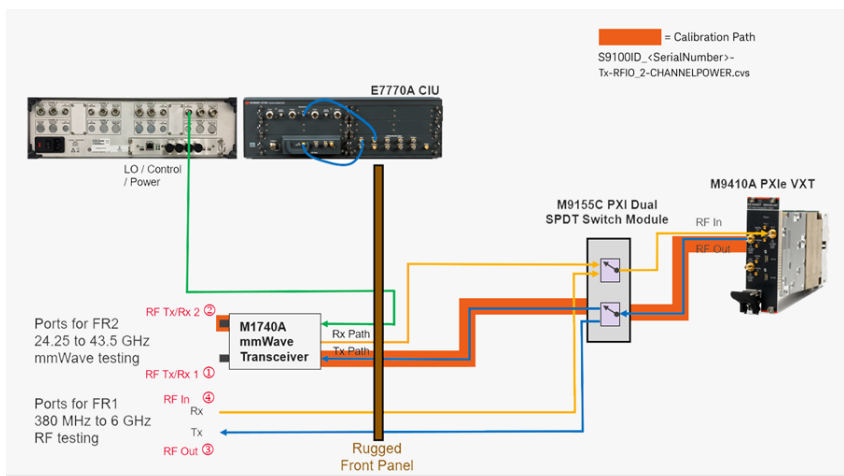 = Calibration Path
S9100ID_<SerialNumber>-
Tx-RFIO_2-CHANNELPOWER.cvs
E7770A CIU
LO / Control
/ Power
M9155C PXI Dual
SPDT Switch Module
M9410A PXIe VXT
RF In
RF Out
RF Tx/Rx 2 ②
Ports for FR2
24.25 to 43.5 GHz
mmWave testing
M1740A
mmWave
Transceiver
Rx Path
Tx Path
RF Tx/Rx 1 ①
Ports for FR1
380 MHz to 6 GHz
RF testing
RF In ④
Rx
Tx
RF Out ③
Rugged
Front Panel